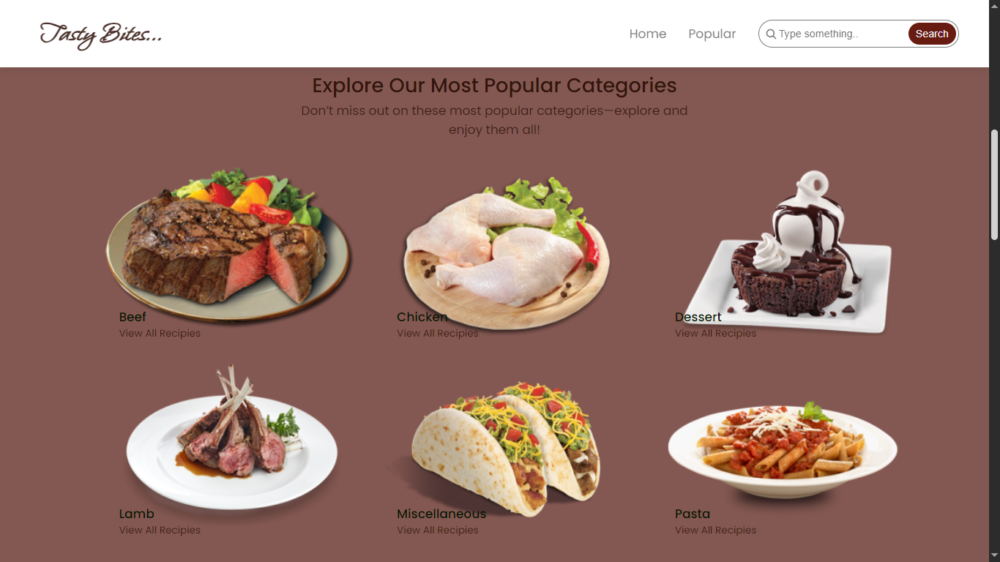 Tasty Bites...
Home
Popular
Type something..
Search
Explore Our Most Popular Categories
Don’t miss out on these most popular categories—explore and
enjoy them all!
Beef
View All Recipies
Chicken
View All Recipies
Dessert
View All Recipies
Lamb
View All Recipies
Miscellaneous
View All Recipies
Pasta
View All Recipies